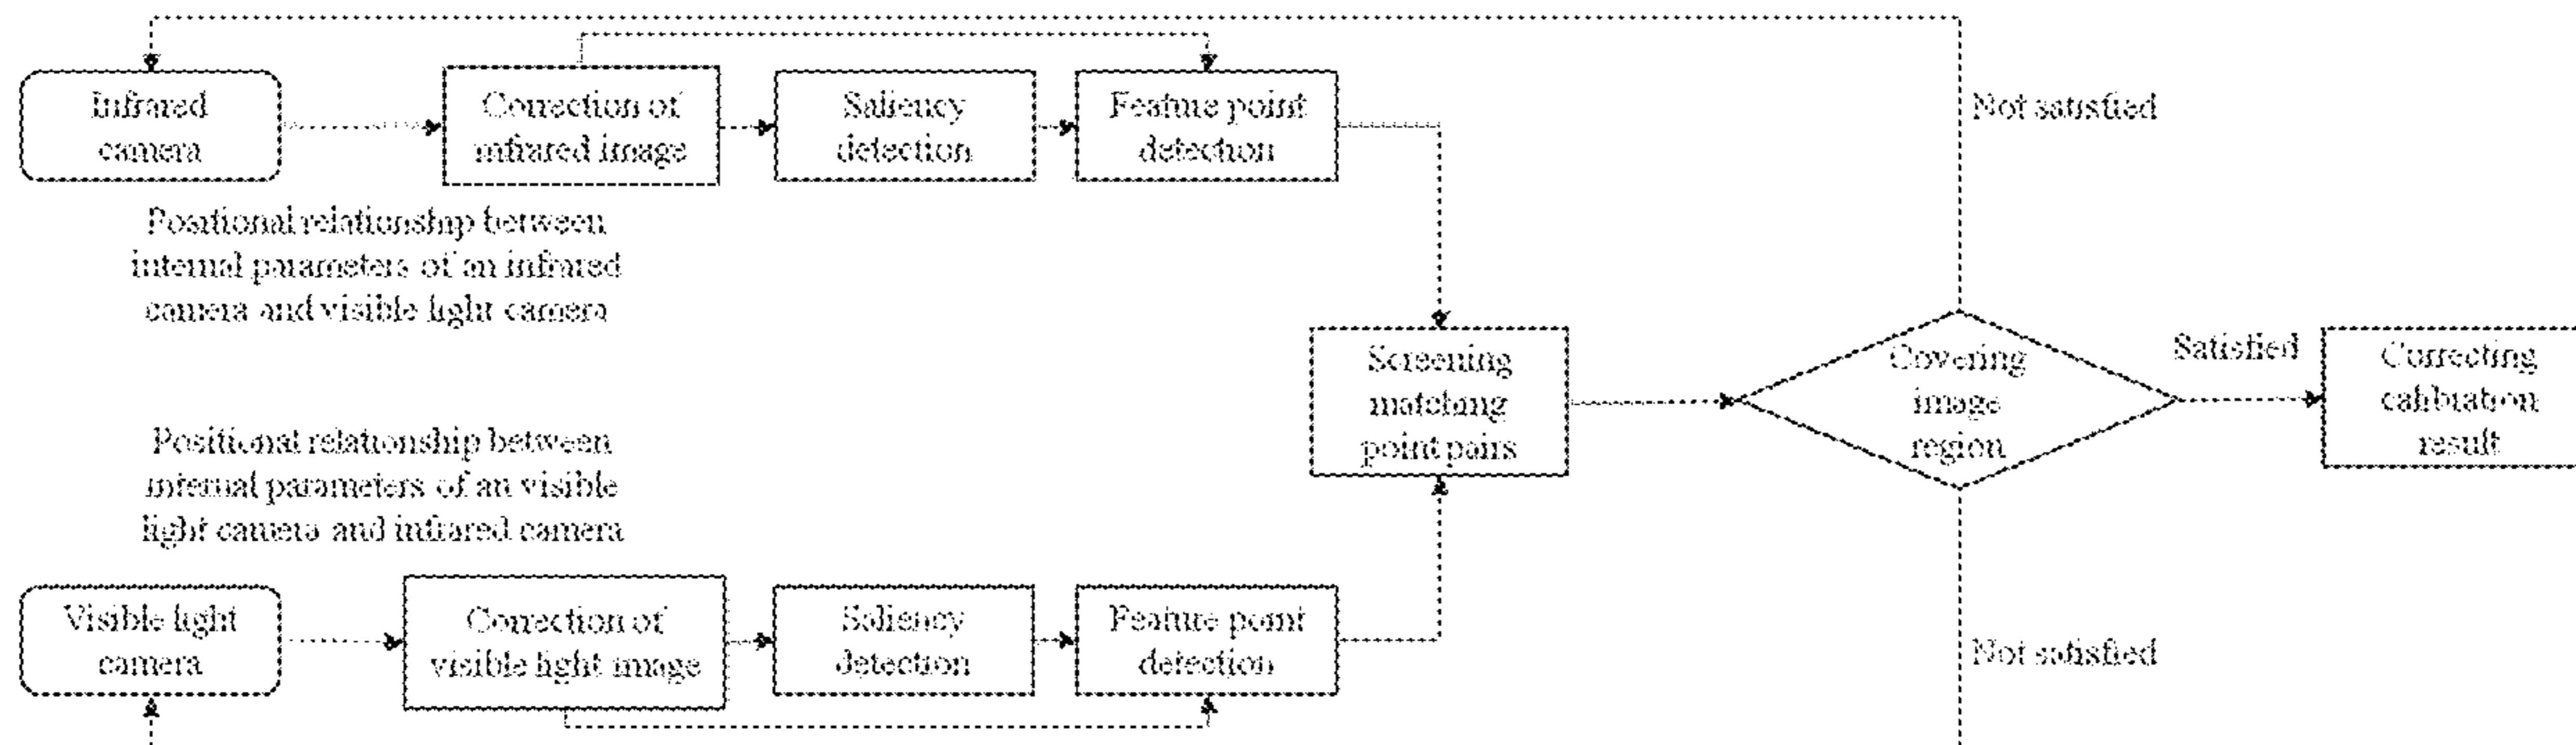 Infrared
camera
Correction of
infrared image
Saliency
detection
Feature point
detection
Not satisfied
Positional relationship between
internal parameters of an infrared
camera and visible light camera
Screening
matching
point pairs
Covering
image
region
Satisfied
Correcting
calibration
result
Positional relationship between
internal parameters of an visible
light camera and infrared camera
Visible light
camera
Correction of
visible light image
Saliency
detection
Feature point
detection
Not satisfied